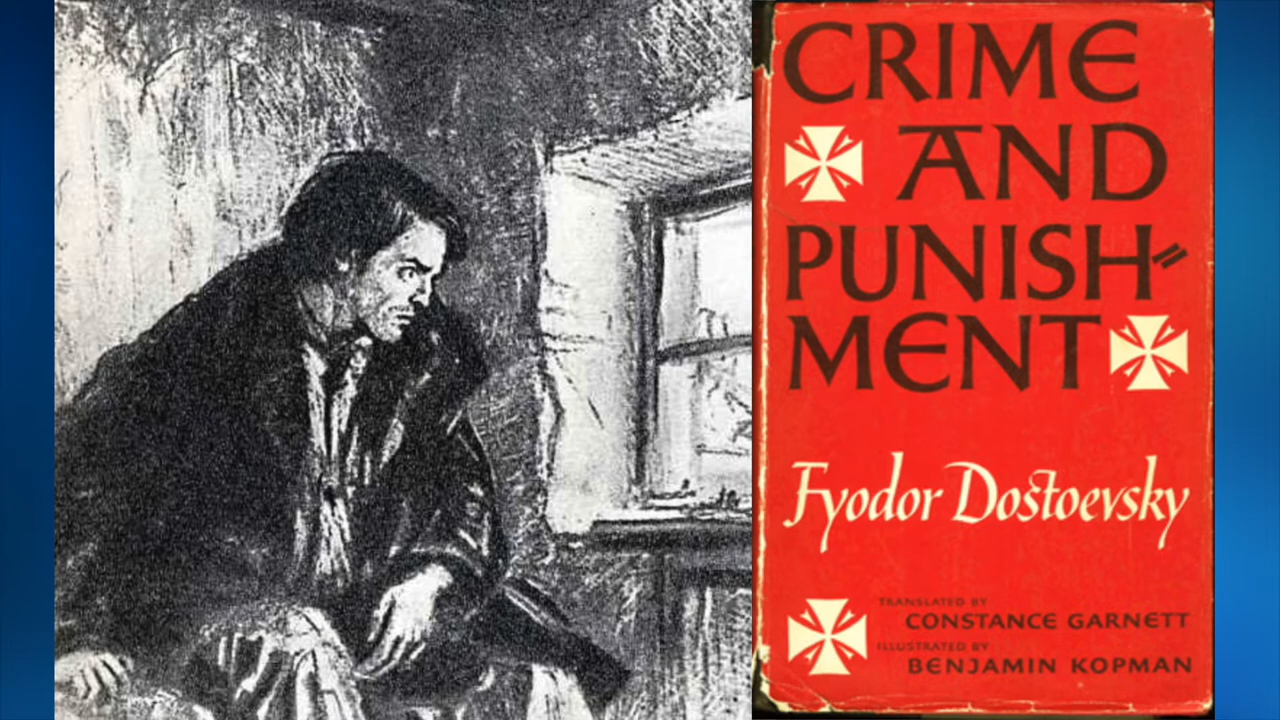 CRIME
AND
PUNISH=
MENT
Fyodor Dostoevsky
TRANSLATED BY
CONSTANCE GARNETT
ILLUSTRATED BY
BENJAMIN KOPMAN